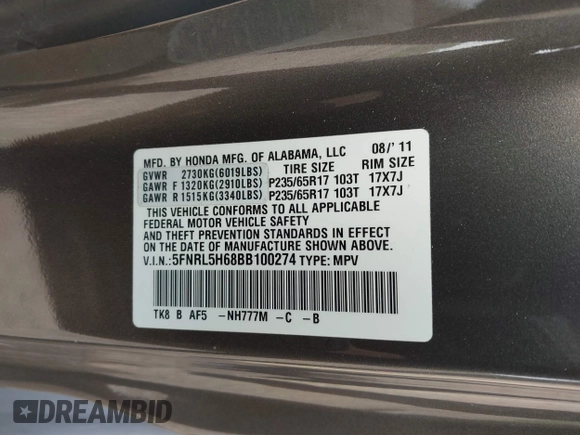 MFD. BY HONDA MFG. OF ALABAMA, LLC 08/'11
GVWR 2730KG(6019LBS) TIRE SIZE RIM SIZE
GAWR F 1320KG(2910LBS) P235/65R17 103T 17X7J
GAWR R 1515KG(3340LBS) P235/65R17 103T 17X7J
THIS VEHICLE CONFORMS TO ALL APPLICABLE
FEDERAL MOTOR VEHICLE SAFETY
AND THEFT PREVENTION STANDARDS IN EFFECT
ON THE DATE OF MANUFACTURE SHOWN ABOVE.
V.I.N.: 5FNRL5H68BB100274 TYPE: MPV
TK8 B AF5 -NH777M -C -B
DREAMBID